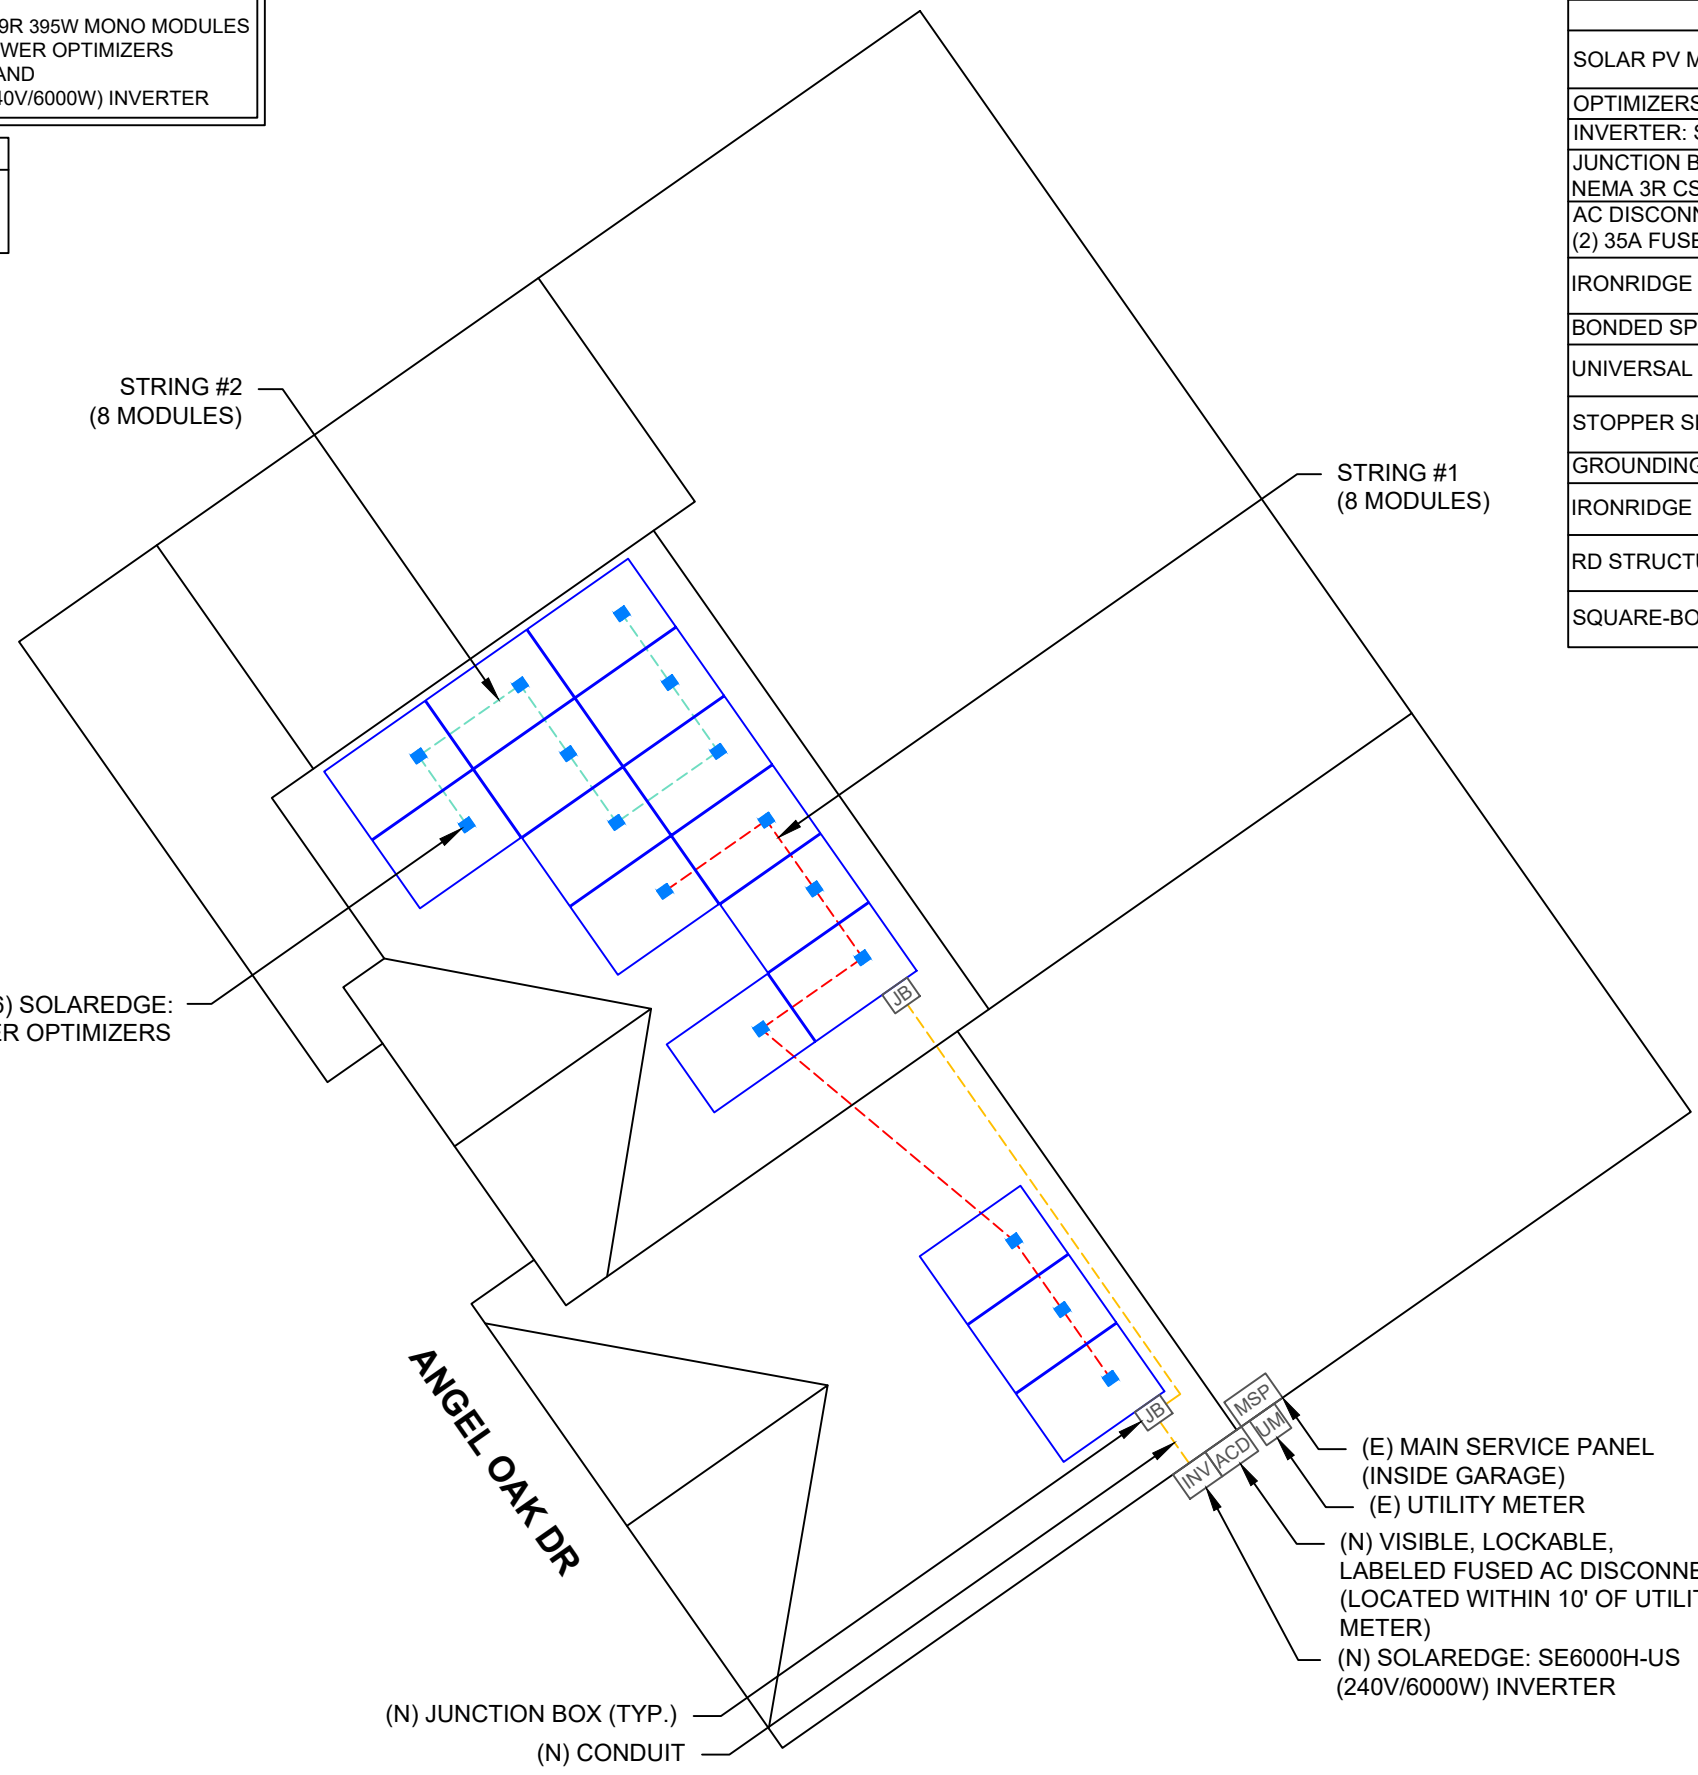 9R 395W MONO MODULES
WER OPTIMIZERS
AND
40V/6000W) INVERTER
SOLAR PV M
OPTIMIZERS
INVERTER: S
JUNCTION B
NEMA 3R CS
AC DISCONN
(2) 35A FUSE
IRONRIDGE
BONDED SP
UNIVERSAL
STOPPER SL
GROUNDING
IRONRIDGE
RD STRUCTU
SQUARE-BO
STRING #2
(8 MODULES)
STRING #1
(8 MODULES)
6) SOLAREDGE:
ER OPTIMIZERS
JB
JB
MSP
UM
ACD
INV
ANGEL OAK DR
(E) MAIN SERVICE PANEL
(INSIDE GARAGE)
(E) UTILITY METER
(N) VISIBLE, LOCKABLE,
LABELED FUSED AC DISCONNE
(LOCATED WITHIN 10' OF UTILIT
METER)
(N) SOLAREDGE: SE6000H-US
(240V/6000W) INVERTER
(N) JUNCTION BOX (TYP.)
(N) CONDUIT